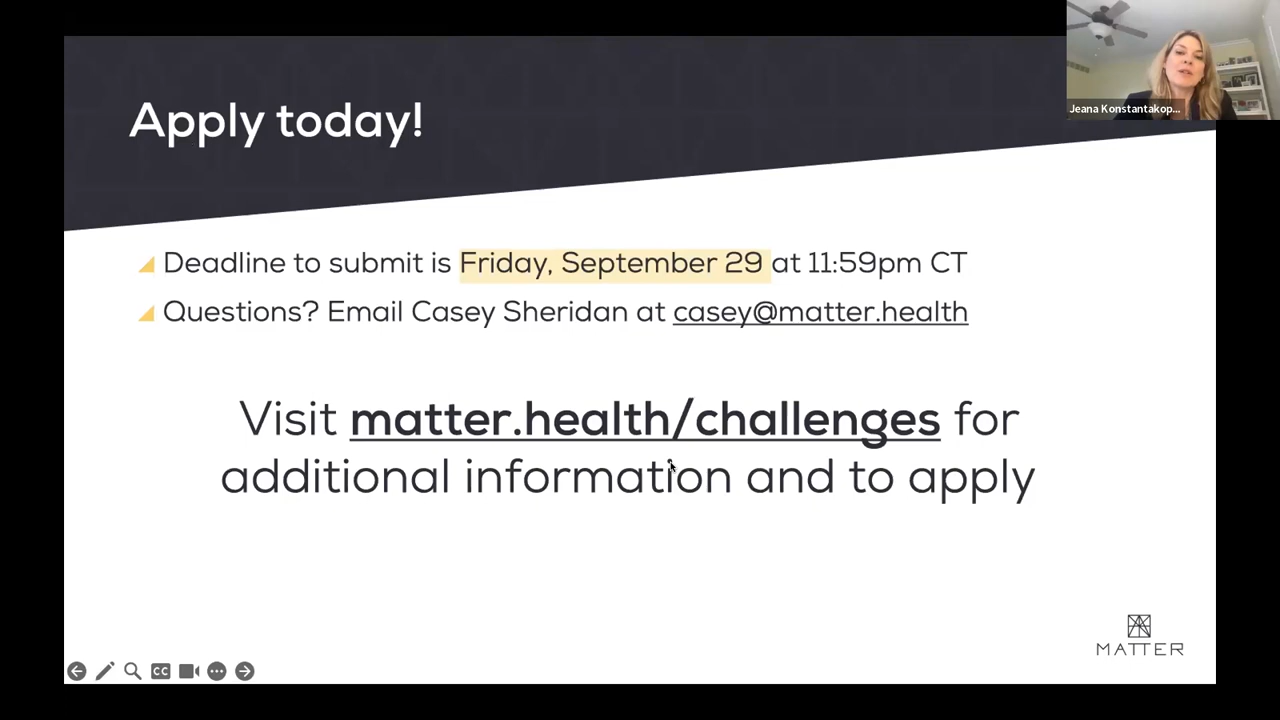 Apply today!
Jeana Konstantakop...
Deadline to submit is Friday, September 29 at 11:59pm CT
Questions? Email Casey Sheridan at casey@matter.health
Visit matter.health/challenges for
additional information and to apply
MATTER
CC